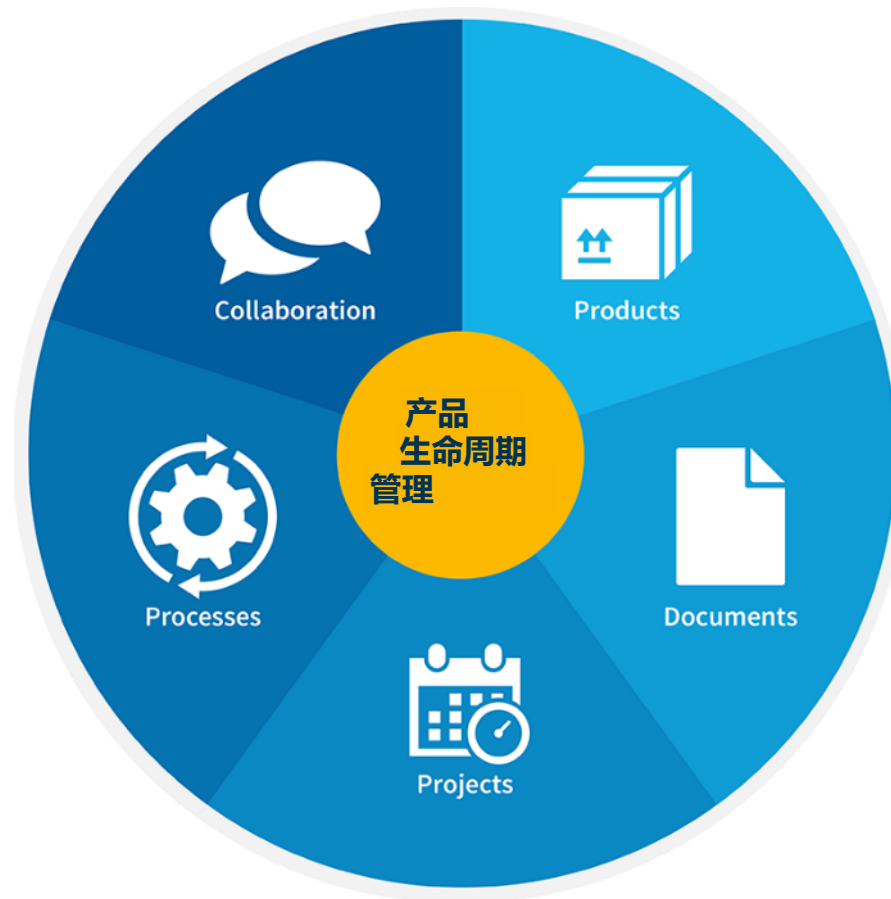 Collaboration
Products
产品
生命周期
管理
Processes
Documents
Projects